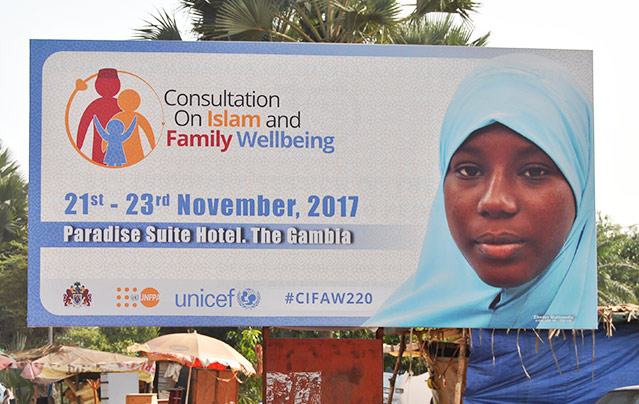 Consultation
On Islam and
Family Wellbeing
21st - 23rd November, 2017
Paradise Suite Hotel. The Gambia
UNFPA
unicef
#CIFAW220